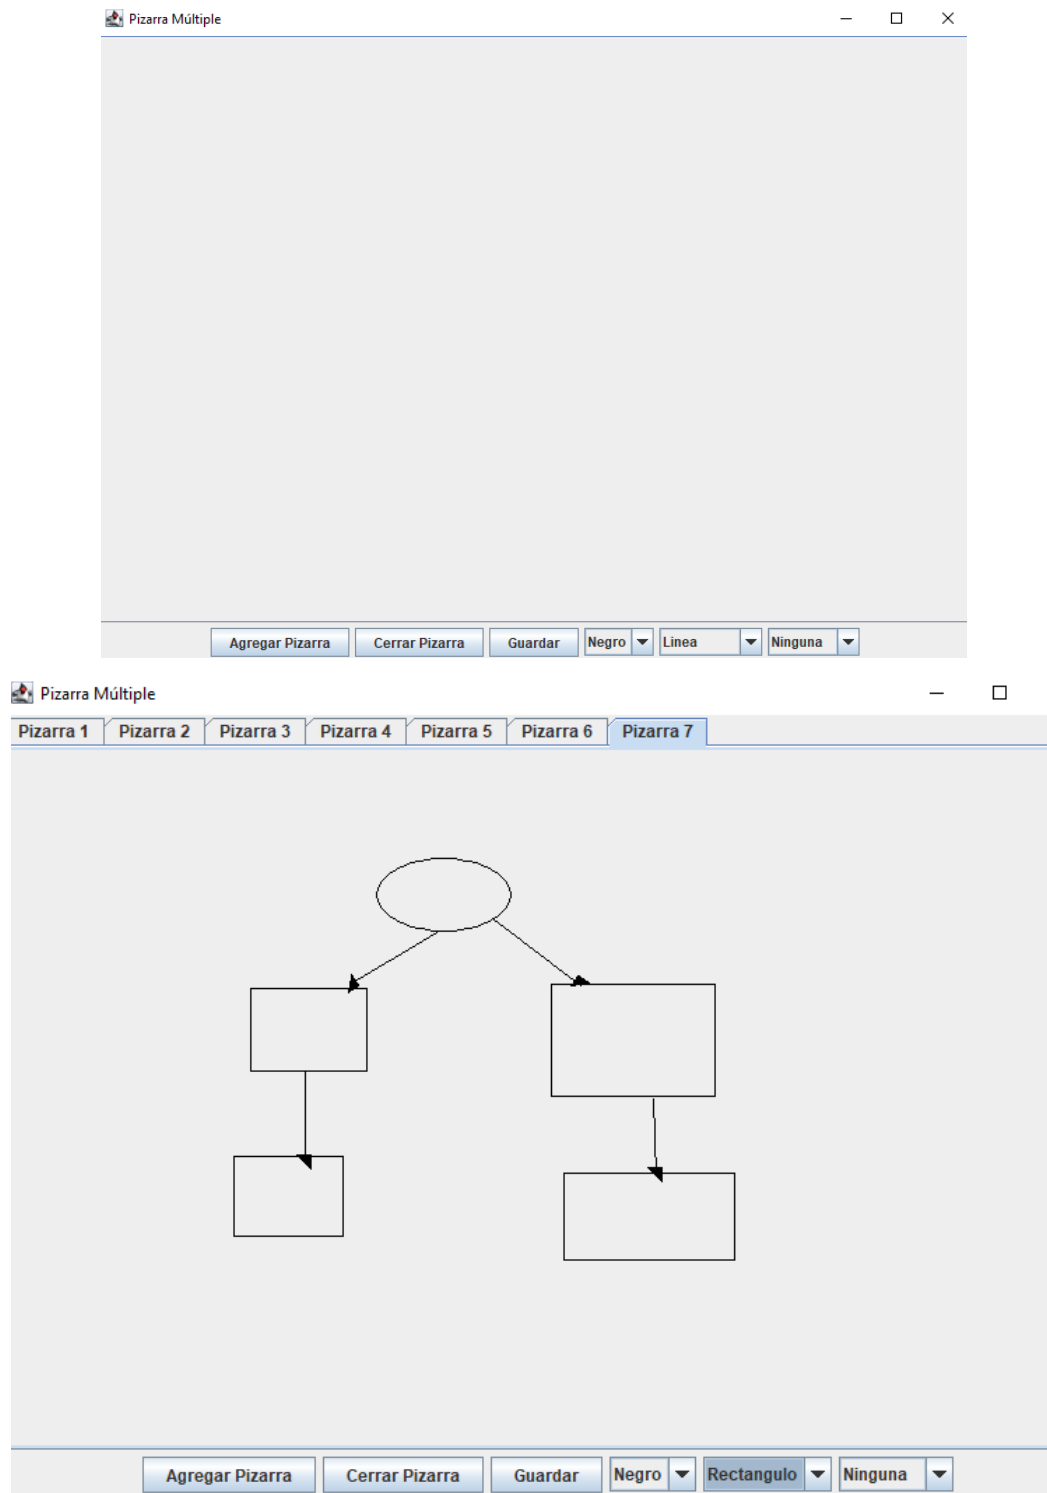 Pizarra Múltiple
Agregar Pizarra Cerrar Pizarra Guardar Negro Linea Ninguna
Pizarra Múltiple
Pizarra 1 Pizarra 2 Pizarra 3 Pizarra 4 Pizarra 5 Pizarra 6 Pizarra 7
Agregar Pizarra Cerrar Pizarra Guardar Negro Rectangulo Ninguna